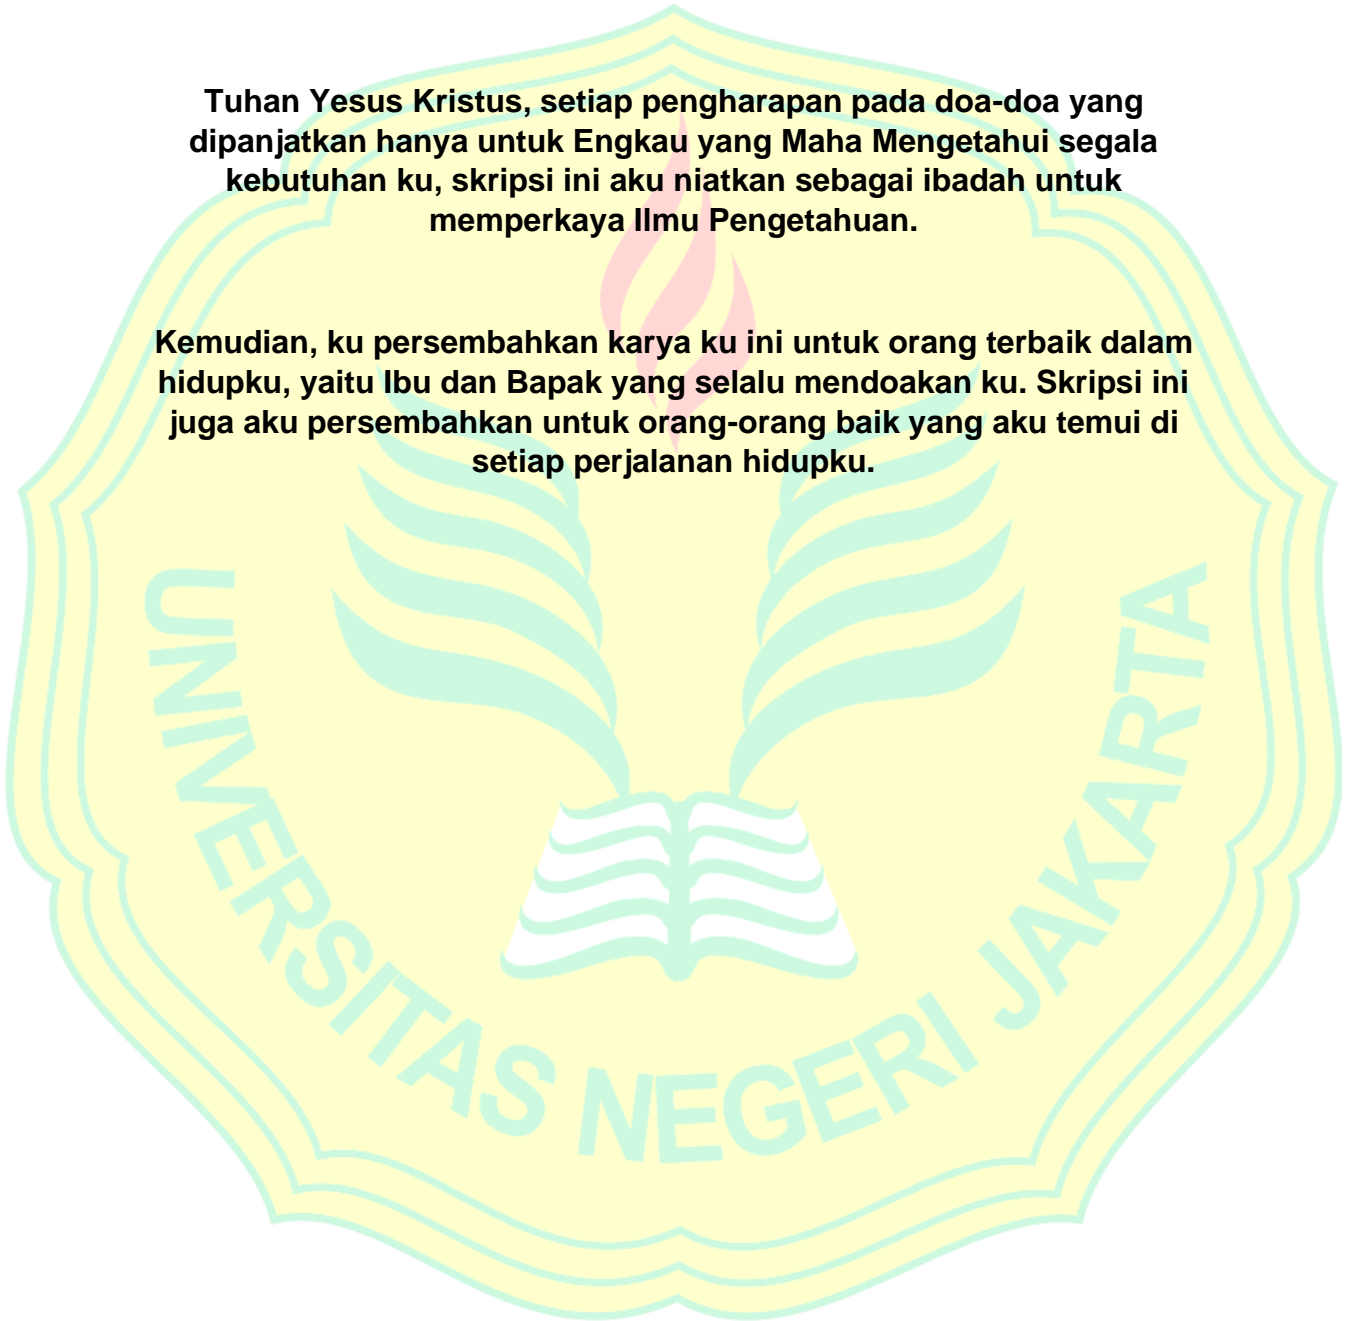 Tuhan Yesus Kristus, setiap pengharapan pada doa-doa yang
dipanjatkan hanya untuk Engkau yang Maha Mengetahui segala
kebutuhan ku, skripsi ini aku niatkan sebagai ibadah untuk
memperkaya Ilmu Pengetahuan.
Kemudian, ku persembahkan karya ku ini untuk orang terbaik dalam
hidupku, yaitu Ibu dan Bapak yang selalu mendoakan ku. Skripsi ini
juga aku persembahkan untuk orang-orang baik yang aku temui di
setiap perjalanan hidupku.
UNIVERSITAS NEGERI JAKARTA